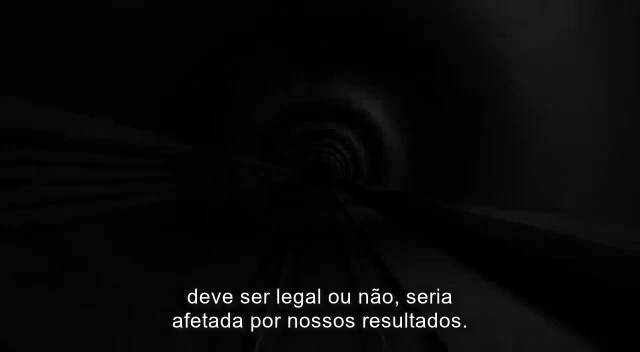 deve ser legal ou não, seria
afetada por nossos resultados.